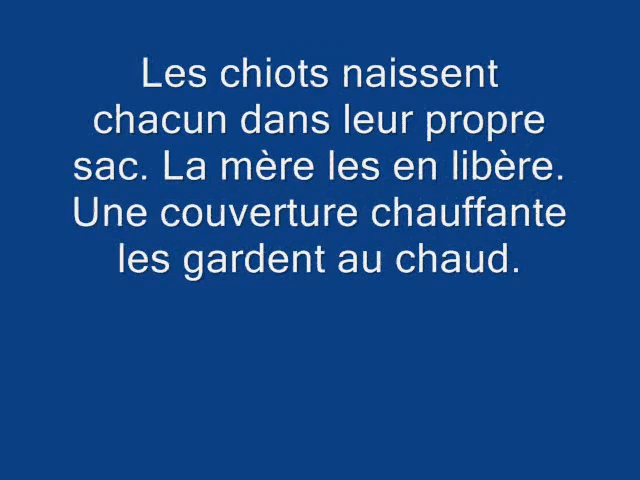 Les chiots naissent
chacun dans leur propre
sac. La mère les en libère.
Une couverture chauffante
les gardent au chaud.